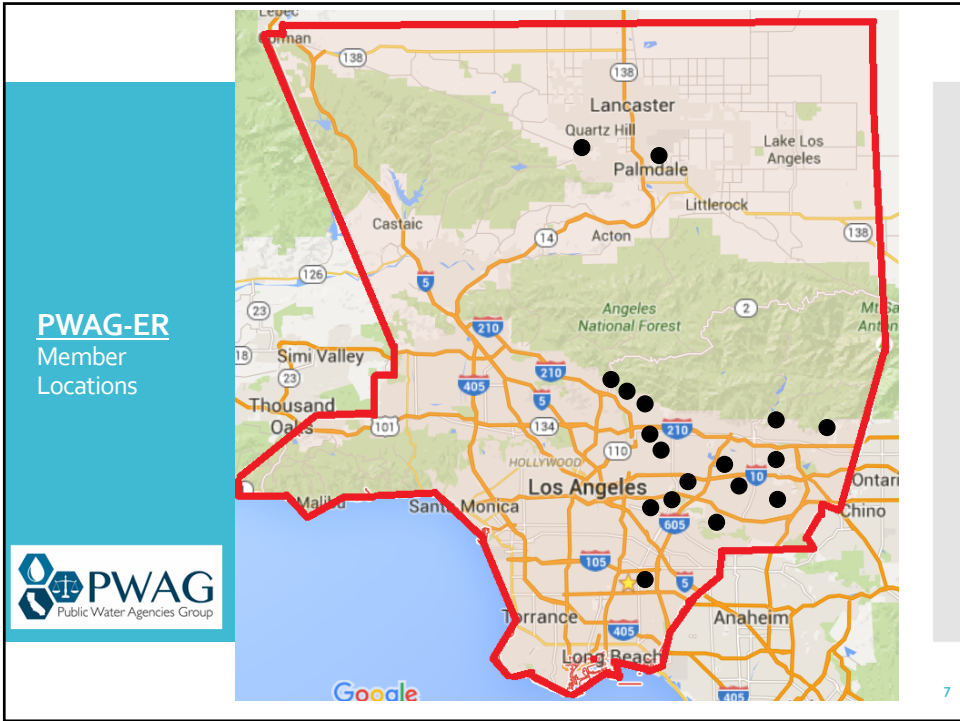 PWAG-ER
Member
Locations
PWAG
Public Water Agencies Group
Lebec
Gorman
138
138
Lancaster
Quartz Hill
Lake Los
Angeles
Palmdale
Littlerock
Castaic
14
Acton
138
126
5
23
Angeles
National Forest
2
210
18
Simi Valley
23
405
210
5
Thousand
Oaks
101
134
210
110
HOLLYWOOD
10
Los Angeles
Malibu
Santa Monica
605
Chino
105
5
Torrance
405
Anaheim
Long Beach
405
Google
7